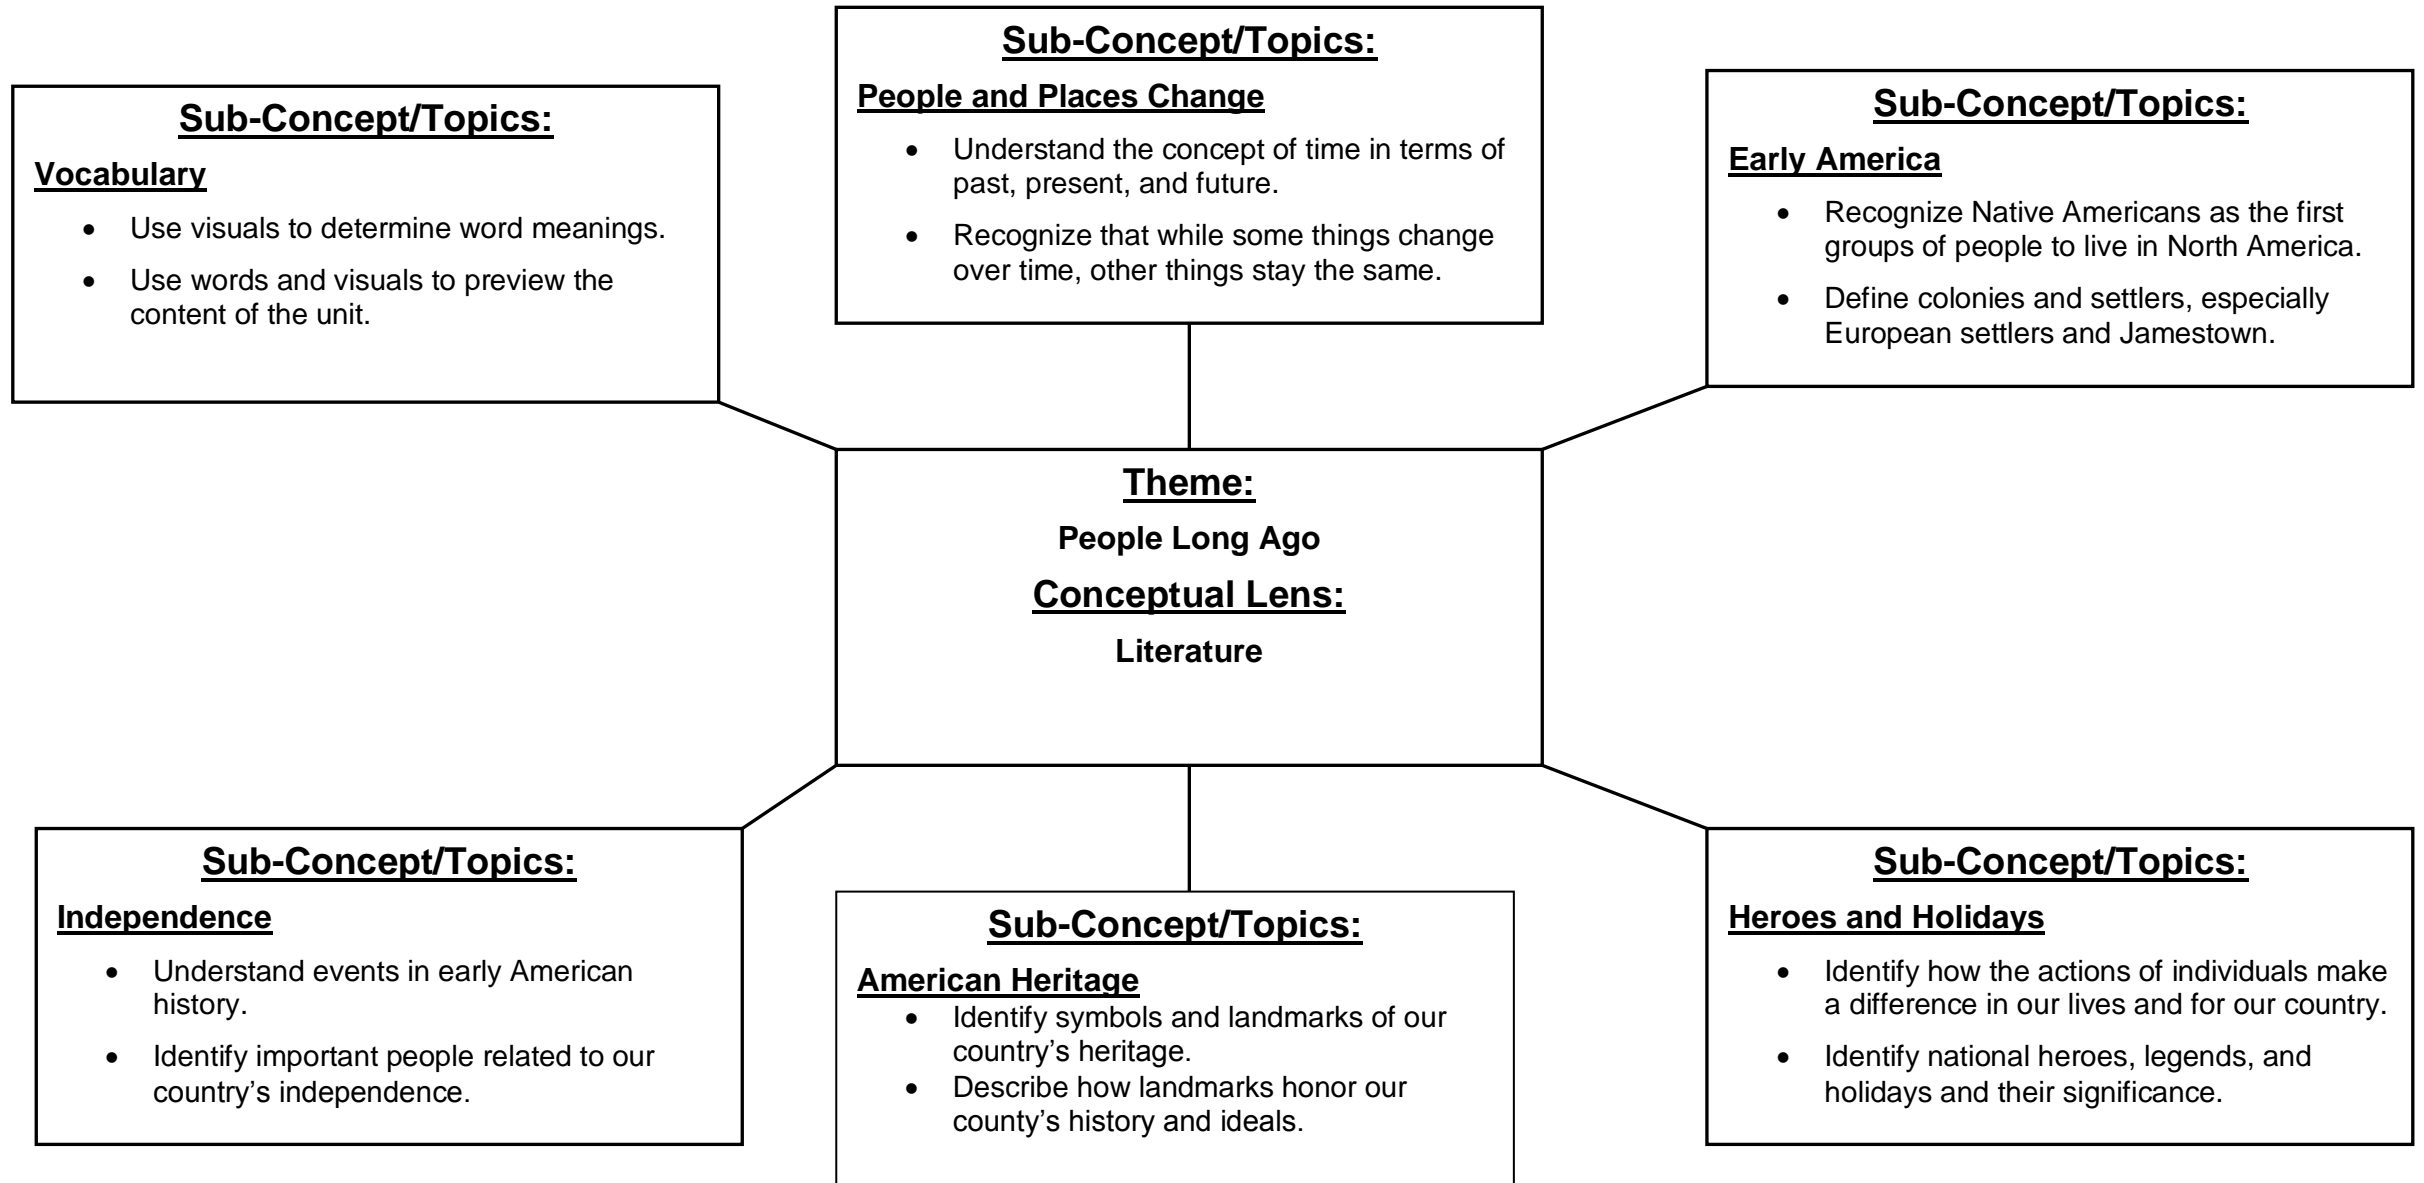 Sub-Concept/Topics:
Vocabulary
• Use visuals to determine word meanings.
• Use words and visuals to preview the
content of the unit.
Sub-Concept/Topics:
People and Places Change
• Understand the concept of time in terms of
past, present, and future.
• Recognize that while some things change
over time, other things stay the same.
Sub-Concept/Topics:
Early America
• Recognize Native Americans as the first
groups of people to live in North America.
• Define colonies and settlers, especially
European settlers and Jamestown.
Theme:
People Long Ago
Conceptual Lens:
Literature
Sub-Concept/Topics:
Independence
• Understand events in early American
history.
• Identify important people related to our
country’s independence.
Sub-Concept/Topics:
American Heritage
• Identify symbols and landmarks of our
country’s heritage.
• Describe how landmarks honor our
county’s history and ideals.
Sub-Concept/Topics:
Heroes and Holidays
• Identify how the actions of individuals make
a difference in our lives and for our country.
• Identify national heroes, legends, and
holidays and their significance.